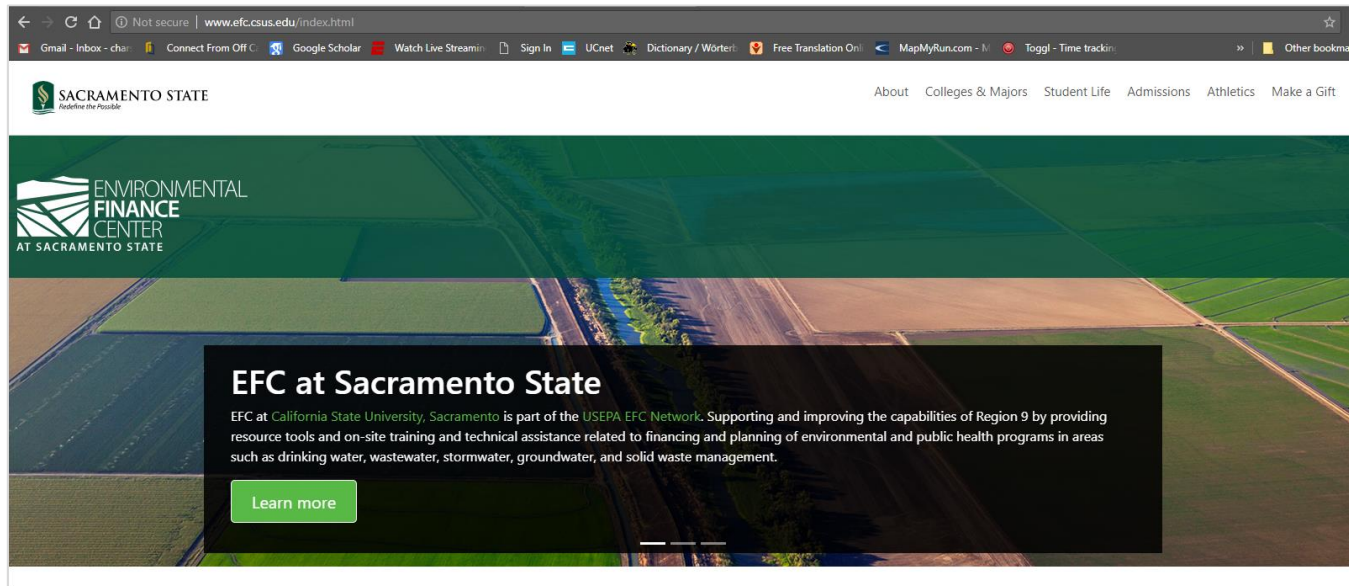 Not secure | www.efc.csus.edu/index.html
Gmail - Inbox - char Connect From Off C Google Scholar Watch Live Streamin Sign In UCnet Dictionary / Wörterb Free Translation Onl MapMyRun.com - M Toggl - Time tracking » Other bookma
SACRAMENTO STATE
Redefine the Possible
About Colleges & Majors Student Life Admissions Athletics Make a Gift
ENVIRONMENTAL
FINANCE
CENTER
AT SACRAMENTO STATE
EFC at Sacramento State
EFC at California State University, Sacramento is part of the USEPA EFC Network. Supporting and improving the capabilities of Region 9 by providing
resource tools and on-site training and technical assistance related to financing and planning of environmental and public health programs in areas
such as drinking water, wastewater, stormwater, groundwater, and solid waste management.
Learn more